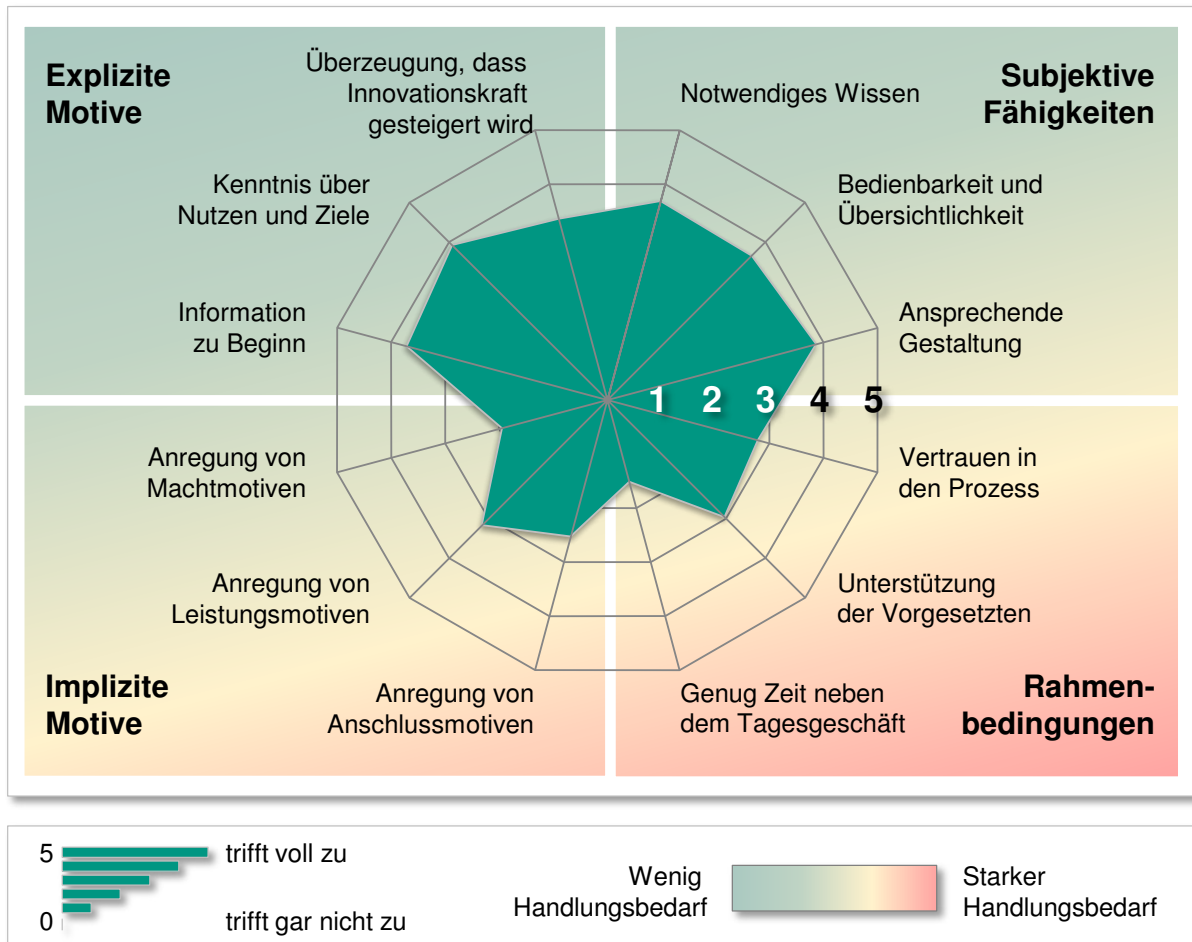 Explizite
Motive
Überzeugung, dass
Innovationskraft
gesteigert wird
Notwendiges Wissen
Subjektive
Fähigkeiten
Kenntnis über
Nutzen und Ziele
Bedienbarkeit und
Übersichtlichkeit
Information
zu Beginn
Ansprechende
Gestaltung
1 2 3 4 5
Anregung von
Machtmotiven
Vertrauen in
den Prozess
Anregung von
Leistungsmotiven
Unterstützung
der Vorgesetzten
Implizite
Motive
Anregung von
Anschlussmotiven
Genug Zeit neben
dem Tagesgeschäft
Rahmen-
bedingungen
5 trifft voll zu
0 trifft gar nicht zu
Wenig
Handlungsbedarf
Starker
Handlungsbedarf